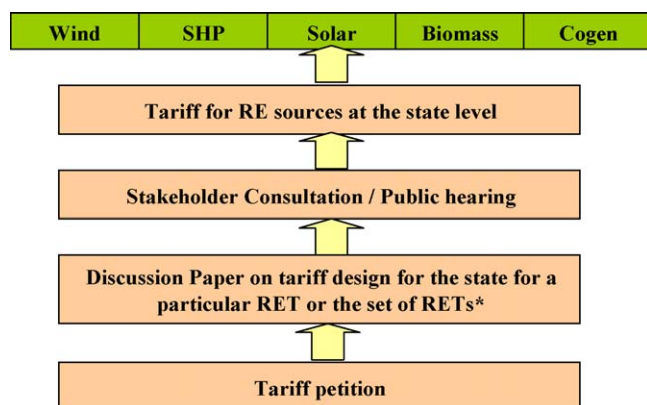 Wind SHP Solar Biomass Cogen
Tariff for RE sources at the state level
Stakeholder Consultation / Public hearing
Discussion Paper on tariff design for the state for a
particular RET or the set of RETs*
Tariff petition